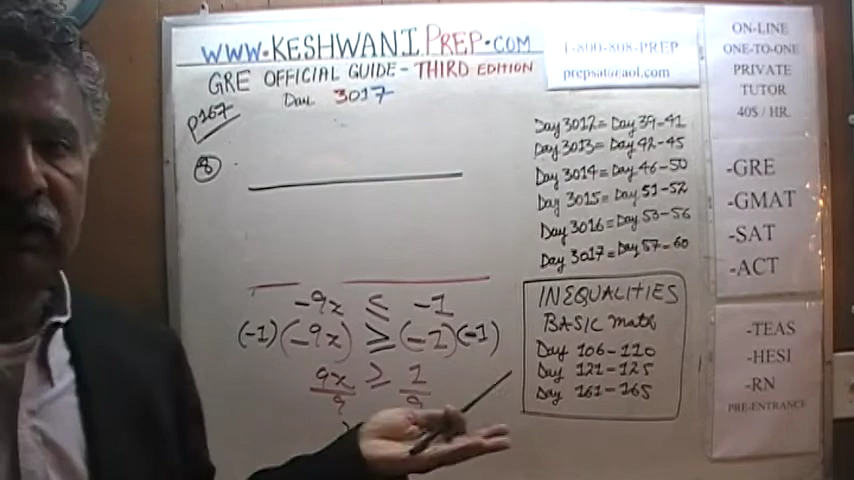 WWW.KESHWANIPREP.COM
GRE OFFICIAL GUIDE - THIRD EDITION
Day 3017
P167
8
1-800-808-PREP
prepsat@aol.com
Day 3012 = Day 39-41
Day 3013 = Day 42-45
Day 3014 = Day 46-50
Day 3015 = Day 51-52
Day 3016 = Day 53-56
Day 3017 = Day 57-60
-9x ≤ -1
(-1)(-9x) ≥ (-1)(-1)
9x ≥ 1
9 9
INEQUALITIES
BASIC math
Day 106-110
Day 121-125
Day 161-165
ON-LINE
ONE-TO-ONE
PRIVATE
TUTOR
40$ / HR.
-GRE
-GMAT
-SAT
-ACT
-TEAS
-HESI
-RN
PRE-ENTRANCE